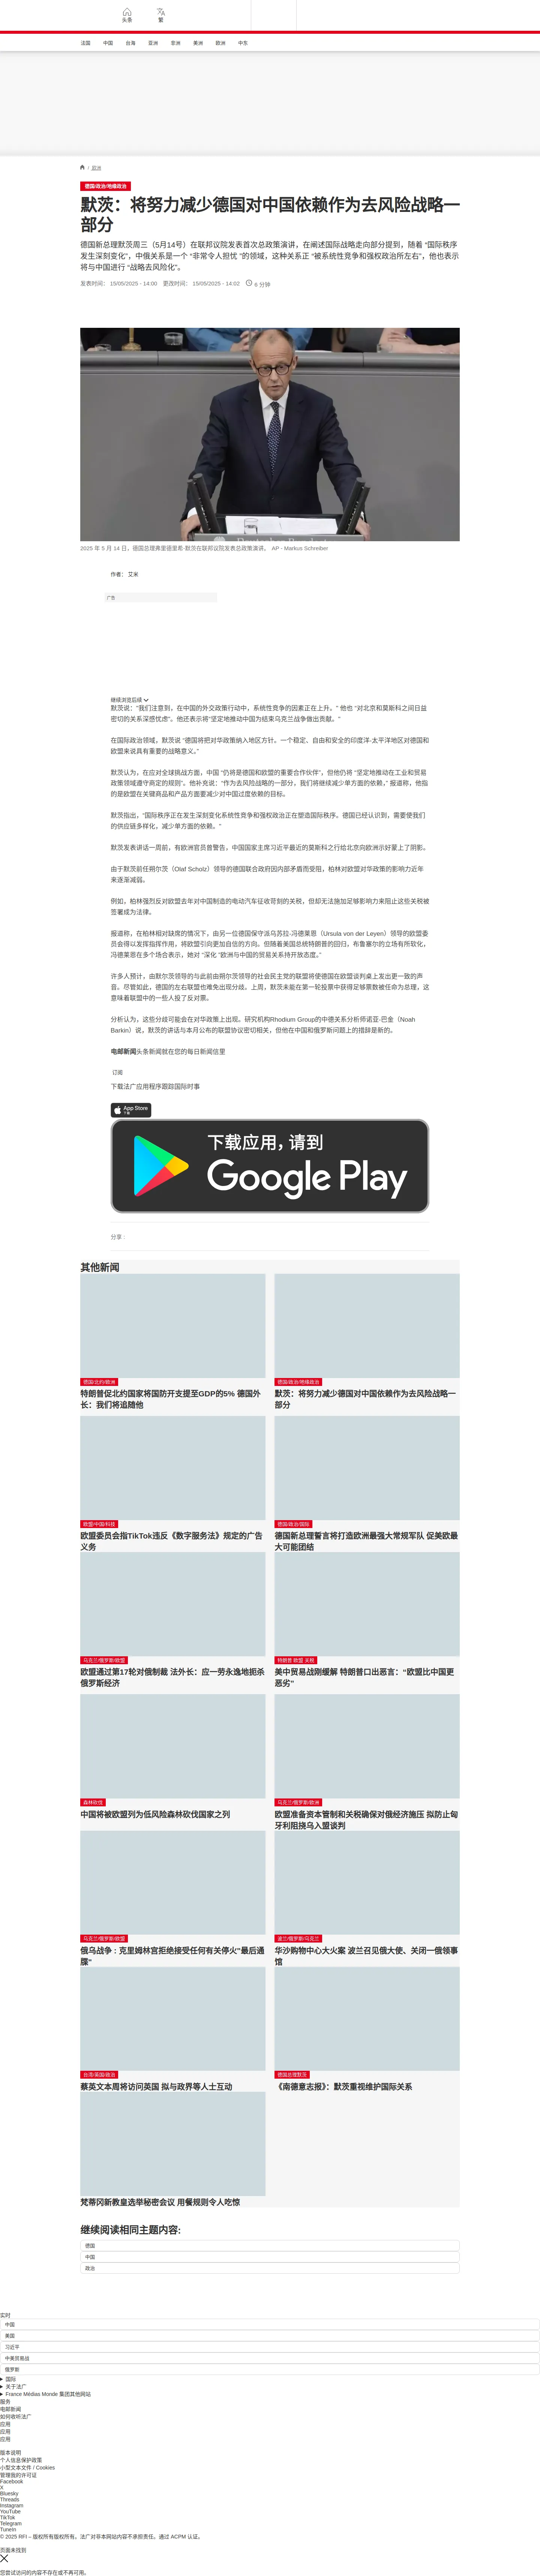 头条
繁
法国
中国
台海
亚洲
非洲
美洲
欧洲
中东
/ 欧洲
德国/政治/地缘政治
默茨：将努力减少德国对中国依赖作为去风险战略一
部分
德国新总理默茨周三（5月14号）在联邦议院发表首次总政策演讲，在阐述国际战略走向部分提到，随着 “国际秩序
发生深刻变化”，中俄关系是一个 “非常令人担忧 ”的领域，这种关系正 “被系统性竞争和强权政治所左右”，他也表示
将与中国进行 “战略去风险化”。
发表时间： 15/05/2025 - 14:00 更改时间： 15/05/2025 - 14:02 6 分钟
2025 年 5 月 14 日，德国总理弗里德里希·默茨在联邦议院发表总政策演讲。 AP - Markus Schreiber
作者： 艾米
广告
继续浏览后续
默茨说：“我们注意到，在中国的外交政策行动中，系统性竞争的因素正在上升。” 他也 “对北京和莫斯科之间日益
密切的关系深感忧虑”。他还表示将“坚定地推动中国为结束乌克兰战争做出贡献。”
在国际政治领域，默茨说 “德国将把对华政策纳入地区方针。一个稳定、自由和安全的印度洋-太平洋地区对德国和
欧盟来说具有重要的战略意义。”
默茨认为，在应对全球挑战方面，中国 “仍将是德国和欧盟的重要合作伙伴”，但他仍将 “坚定地推动在工业和贸易
政策领域遵守商定的规则”。他补充说：“作为去风险战略的一部分，我们将继续减少单方面的依赖。” 报道称，他指
的是欧盟在关键商品和产品方面要减少对中国过度依赖的目标。
默茨指出，“国际秩序正在发生深刻变化系统性竞争和强权政治正在塑造国际秩序。德国已经认识到，需要使我们
的供应链多样化，减少单方面的依赖。”
默茨发表讲话一周前，有欧洲官员曾警告，中国国家主席习近平最近的莫斯科之行给北京向欧洲示好蒙上了阴影。
由于默茨前任朔尔茨（Olaf Scholz）领导的德国联合政府因内部矛盾而受阻，柏林对欧盟对华政策的影响力近年
来逐渐减弱。
例如，柏林强烈反对欧盟去年对中国制造的电动汽车征收苛刻的关税，但却无法施加足够影响力来阻止这些关税被
签署成为法律。
报道称，在柏林相对缺席的情况下，由另一位德国保守派乌苏拉-冯德莱恩（Ursula von der Leyen）领导的欧盟委
员会得以发挥指挥作用，将欧盟引向更加自信的方向。但随着美国总统特朗普的回归，布鲁塞尔的立场有所软化，
冯德莱恩在多个场合表示，她对 “深化 ”欧洲与中国的贸易关系持开放态度。”
许多人预计，由默尔茨领导的与此前由朔尔茨领导的社会民主党的联盟将使德国在欧盟谈判桌上发出更一致的声
音。尽管如此，德国的左右联盟也难免出现分歧。上周，默茨未能在第一轮投票中获得足够票数被任命为总理，这
意味着联盟中的一些人投了反对票。
分析认为，这些分歧可能会在对华政策上出现。研究机构Rhodium Group的中德关系分析师诺亚-巴金（Noah
Barkin）说，默茨的讲话与本月公布的联盟协议密切相关，但他在中国和俄罗斯问题上的措辞是新的。
电邮新闻头条新闻就在您的每日新闻信里
订阅
下载法广应用程序跟踪国际时事
App Store
下载
下载应用，请到
Google Play
分享 :
其他新闻
德国/北约/欧洲
特朗普促北约国家将国防开支提至GDP的5% 德国外
长：我们将追随他
德国/政治/地缘政治
默茨：将努力减少德国对中国依赖作为去风险战略一
部分
欧盟/中国/科技
欧盟委员会指TikTok违反《数字服务法》规定的广告
义务
德国/政治/国际
德国新总理誓言将打造欧洲最强大常规军队 促美欧最
大可能团结
乌克兰/俄罗斯/欧盟
欧盟通过第17轮对俄制裁 法外长：应一劳永逸地扼杀
俄罗斯经济
特朗普 欧盟 关税
美中贸易战刚缓解 特朗普口出恶言：“欧盟比中国更
恶劣”
森林砍伐
中国将被欧盟列为低风险森林砍伐国家之列
乌克兰/俄罗斯/欧洲
欧盟准备资本管制和关税确保对俄经济施压 拟防止匈
牙利阻挠乌入盟谈判
乌克兰/俄罗斯/欧盟
俄乌战争 : 克里姆林宫拒绝接受任何有关停火"最后通
牒"
波兰/俄罗斯/乌克兰
华沙购物中心大火案 波兰召见俄大使、关闭一俄领事
馆
台湾/英国/政治
蔡英文本周将访问英国 拟与政界等人士互动
德国总理默茨
《南德意志报》：默茨重视维护国际关系
梵蒂冈新教皇选举秘密会议 用餐规则令人吃惊
继续阅读相同主题内容:
德国
中国
政治
实时
中国
美国
习近平
中美贸易战
俄罗斯
国际
关于法广
France Médias Monde 集团其他网站
服务
电邮新闻
如何收听法广
应用
应用
应用
版本说明
个人信息保护政策
小型文本文件 / Cookies
管理我的许可证
Facebook
X
Bluesky
Threads
Instagram
YouTube
TikTok
Telegram
TuneIn
© 2025 RFI – 版权所有版权所有。法广对非本网站内容不承担责任。通过 ACPM 认证。
页面未找到
您尝试访问的内容不存在或不再可用。